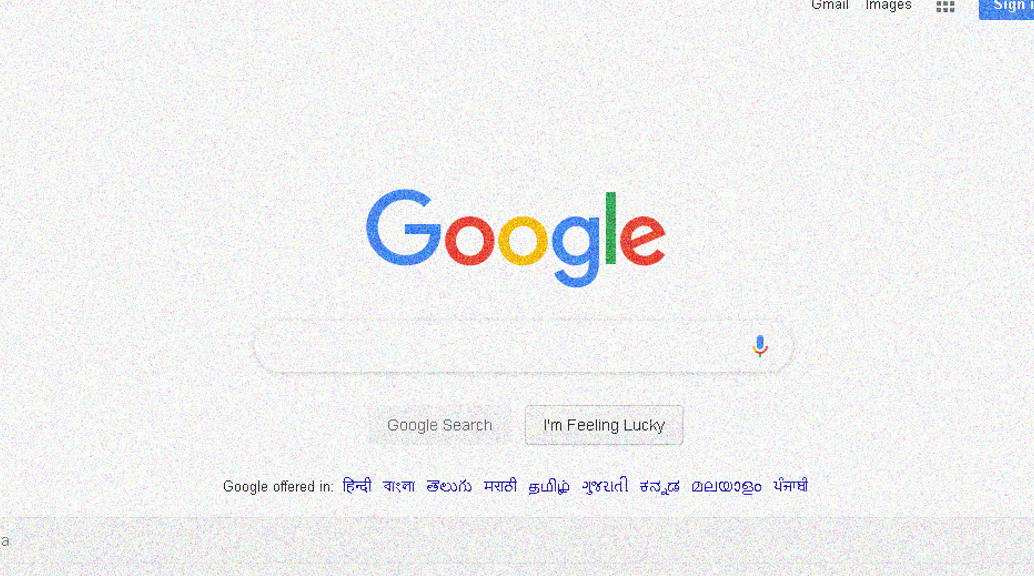 Gmail Images Sign i
Google
Google Search I'm Feeling Lucky
Google offered in: हिन्दी বাংলা తెలుగు मराठी தமிழ் ગુજરાતી ಕನ್ನಡ മലയാളം ਪੰਜਾਬੀ
a